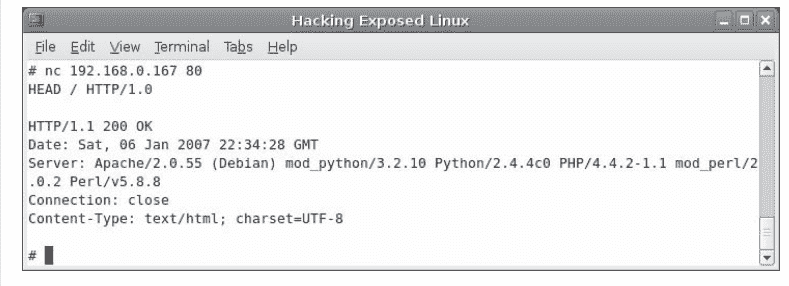 Hacking Exposed Linux
File Edit View Terminal Tabs Help
# nc 192.168.0.167 80
HEAD / HTTP/1.0
HTTP/1.1 200 OK
Date: Sat, 06 Jan 2007 22:34:28 GMT
Server: Apache/2.0.55 (Debian) mod_python/3.2.10 Python/2.4.4c0 PHP/4.4.2-1.1 mod_perl/2
.0.2 Perl/v5.8.8
Connection: close
Content-Type: text/html; charset=UTF-8
#